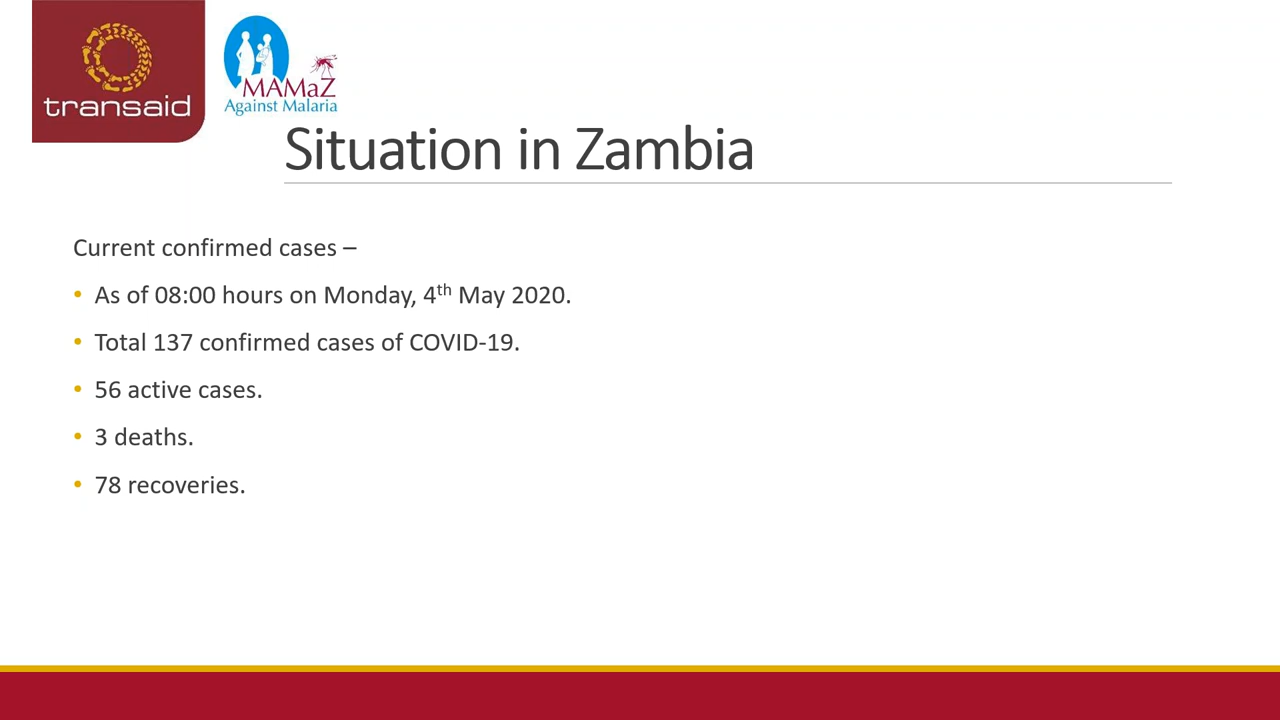 transaid
MAMaZ
Against Malaria
Situation in Zambia
Current confirmed cases –
• As of 08:00 hours on Monday, 4th May 2020.
• Total 137 confirmed cases of COVID-19.
• 56 active cases.
• 3 deaths.
• 78 recoveries.